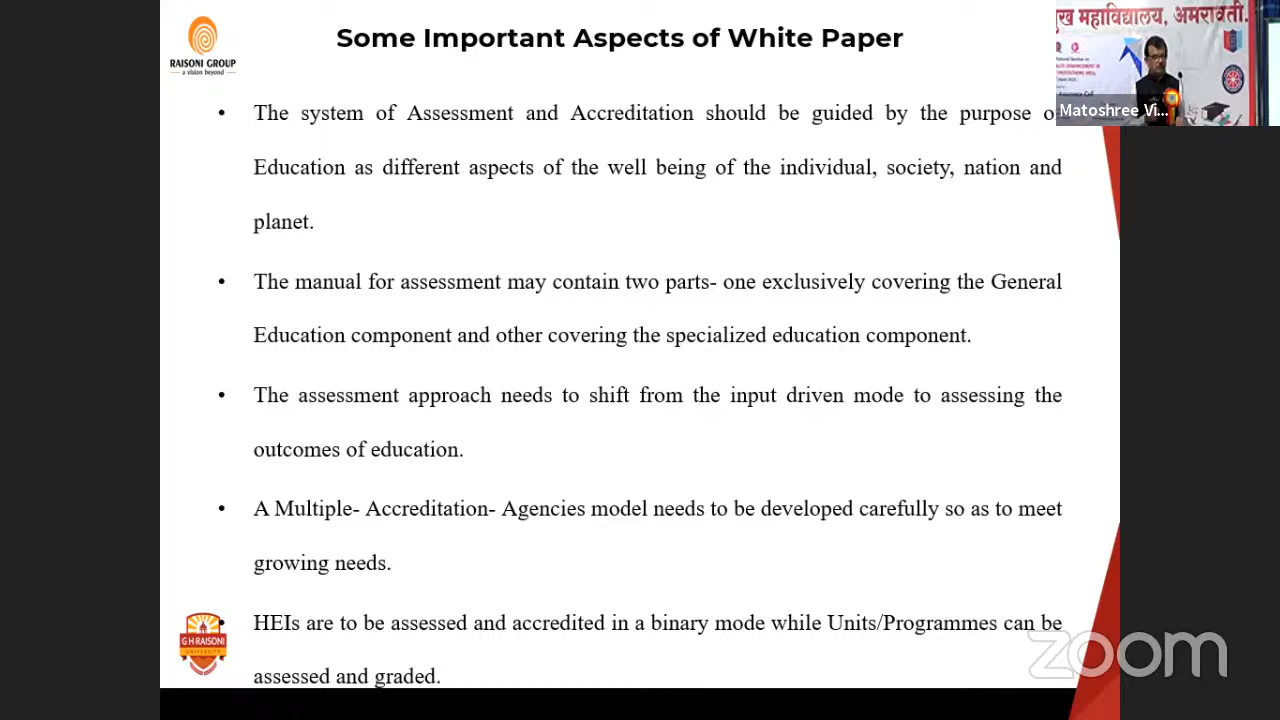 Some Important Aspects of White Paper
RAISONI GROUP
a vision beyond
ख महाविद्यालय, अमरावती.
Matoshree Vi...
• The system of Assessment and Accreditation should be guided by the purpose o
Education as different aspects of the well being of the individual, society, nation and
planet.
• The manual for assessment may contain two parts- one exclusively covering the General
Education component and other covering the specialized education component.
• The assessment approach needs to shift from the input driven mode to assessing the
outcomes of education.
• A Multiple- Accreditation- Agencies model needs to be developed carefully so as to meet
growing needs.
• HEIs are to be assessed and accredited in a binary mode while Units/Programmes can be
assessed and graded.
G H RAISONI
UNIVERSITY
zoom